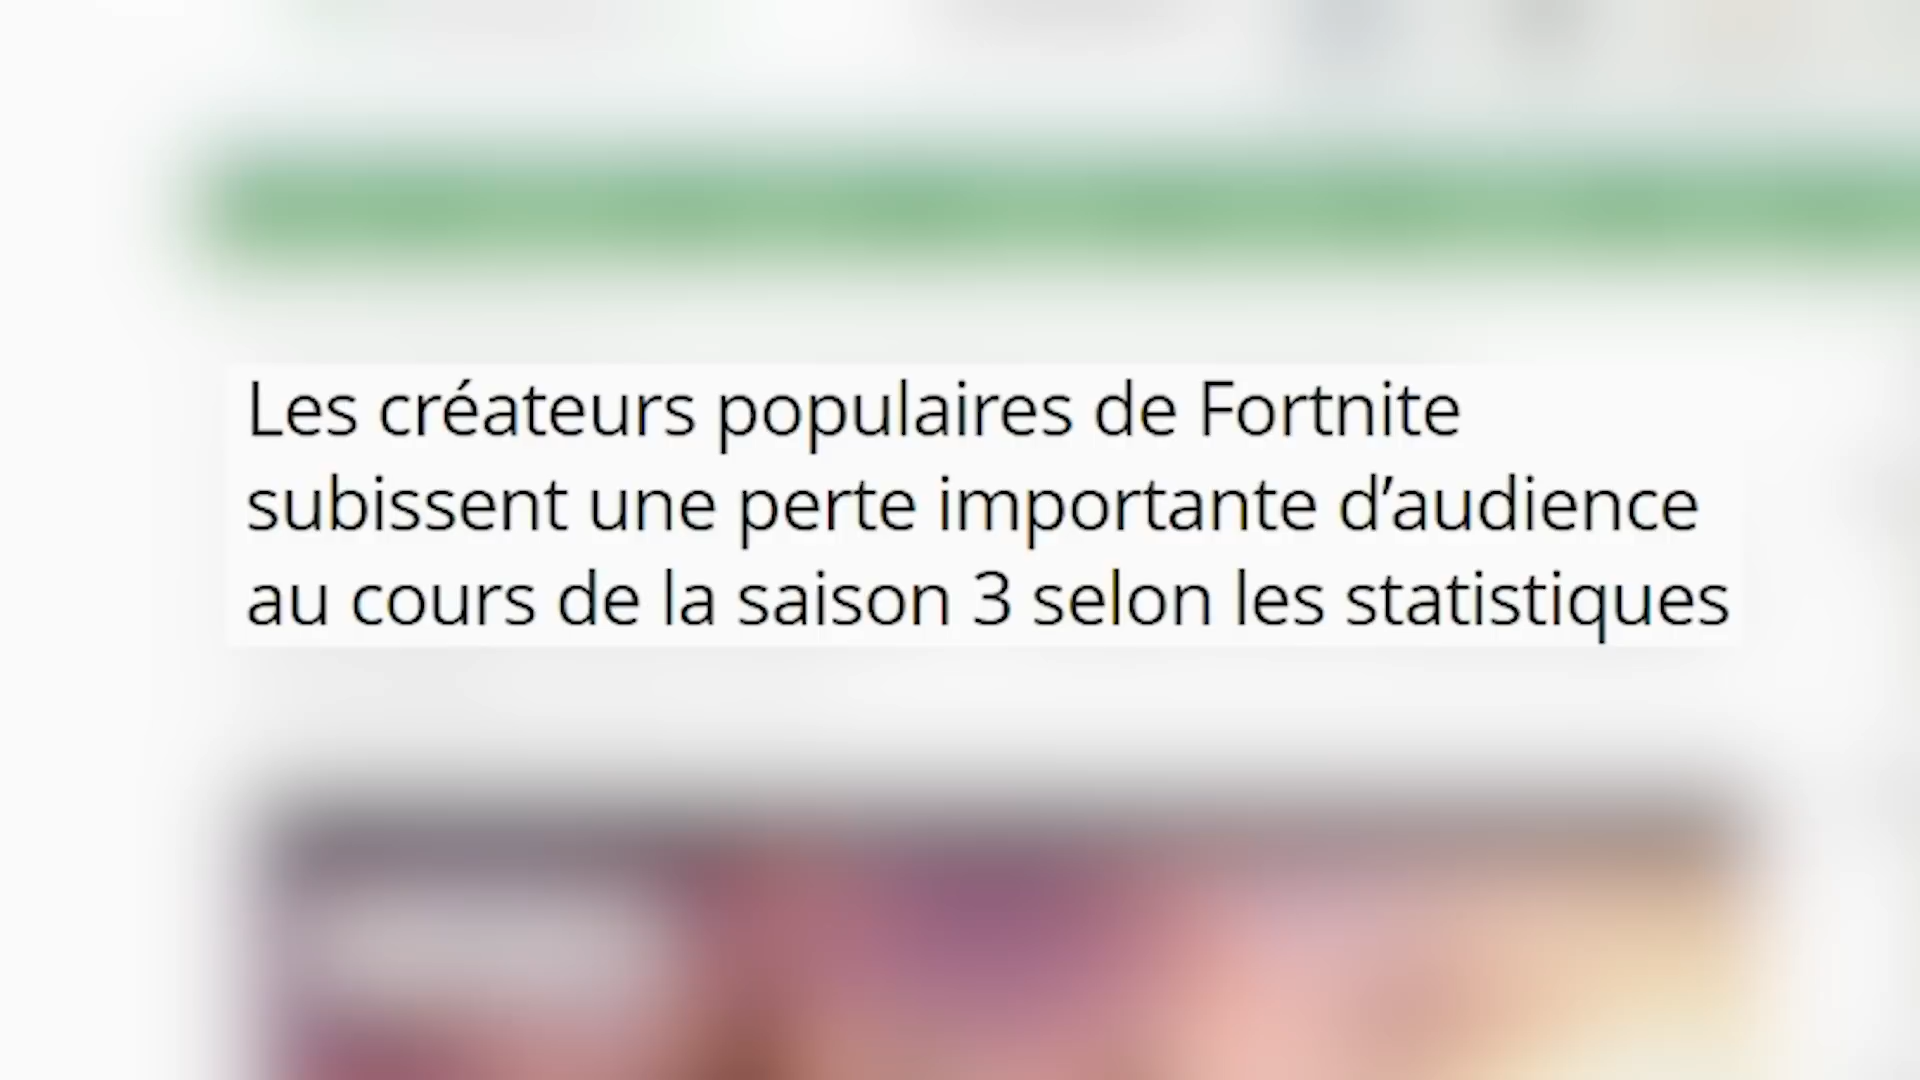 Les créateurs populaires de Fortnite
subissent une perte importante d’audience
au cours de la saison 3 selon les statistiques